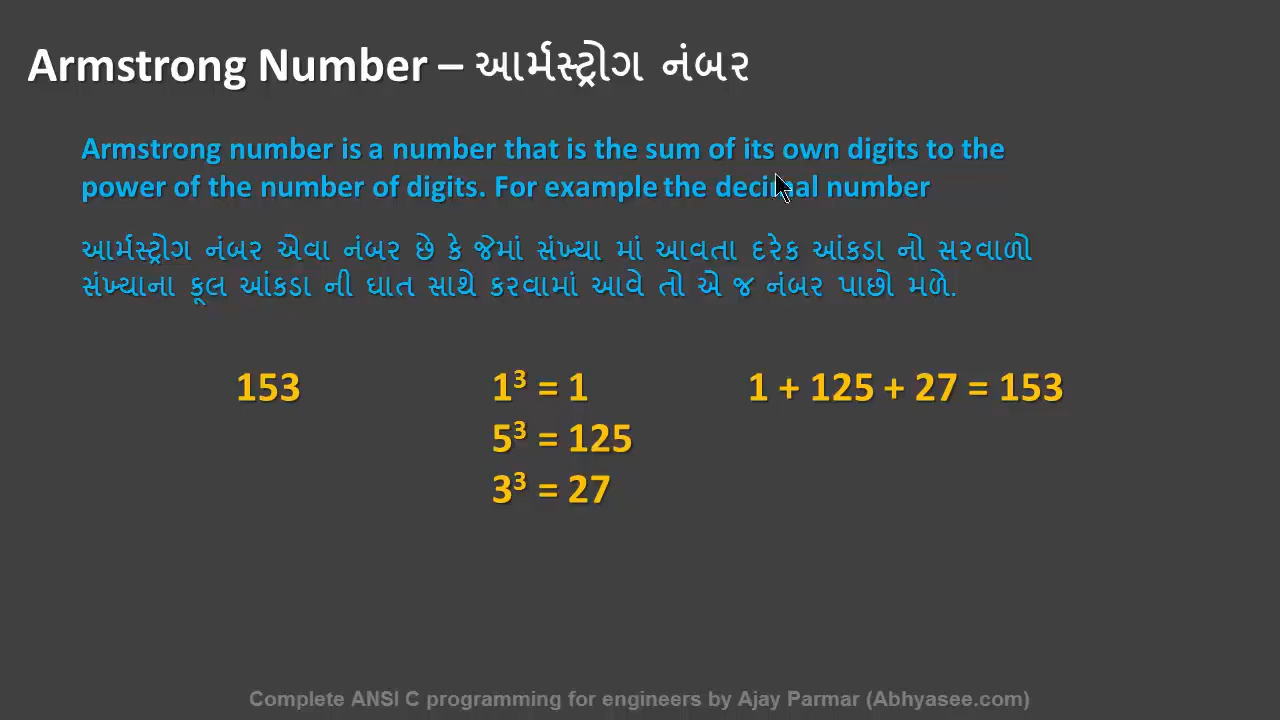 Armstrong Number – આર્મસ્ટ્રોગ નંબર
Armstrong number is a number that is the sum of its own digits to the
power of the number of digits. For example the decimal number
આર્મસ્ટ્રોગ નંબર એવા નંબર છે કે જેમાં સંખ્યા માં આવતા દરેક આંકડા નો સરવાળો
સંખ્યાના કૂલ આંકડા ની ઘાત સાથે કરવામાં આવે તો એ જ નંબર પાછો મળે.
153 1³ = 1 1 + 125 + 27 = 153
5³ = 125
3³ = 27
Complete ANSI C programming for engineers by Ajay Parmar (Abhyasee.com)